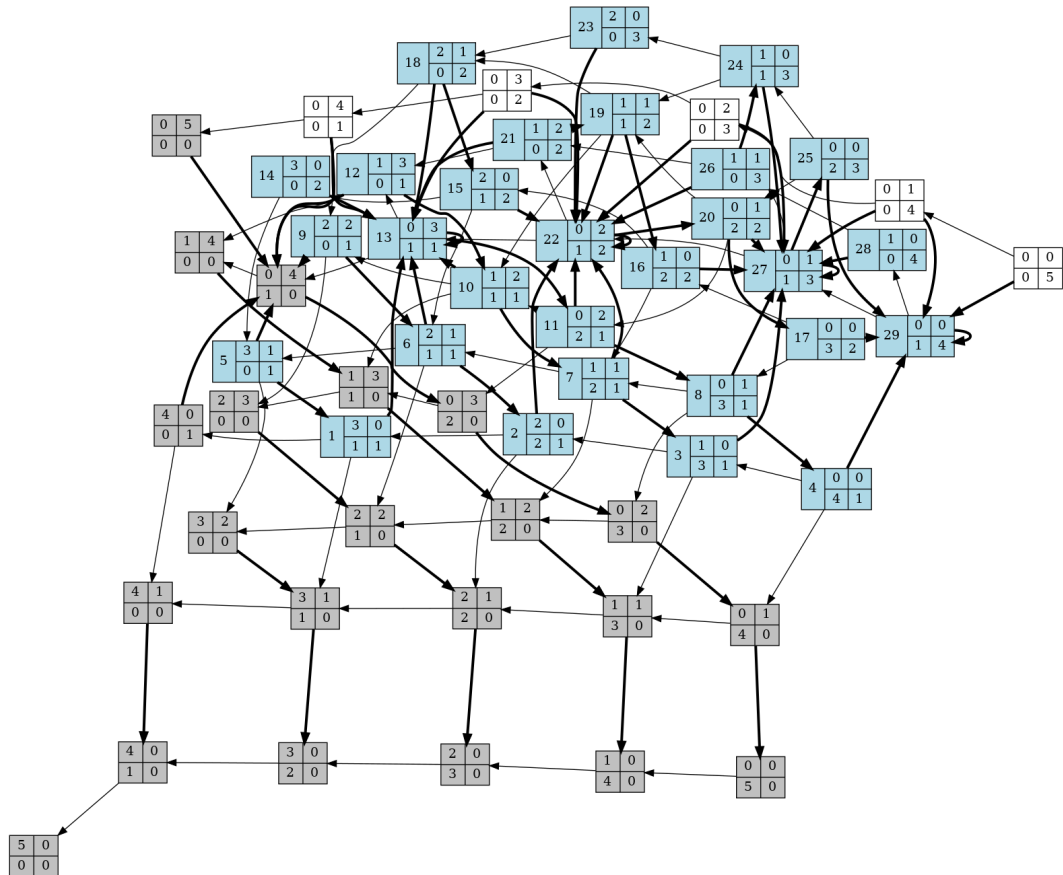 23 2 0
0 3
18 2 1
0 2
24 1 0
1 3
0 3
0 2
0 4
0 1
19 1 1
1 2
0 2
0 3
0 5
0 0
21 1 2
0 2
25 0 0
2 3
14 3 0
0 2
12 1 3
0 1
26 1 1
0 3
15 2 0
1 2
0 1
0 4
1 4
0 0
9 2 2
0 1
13 0 3
1 1
20 0 1
2 2
22 0 2
1 2
28 1 0
0 4
0 0
0 5
0 4
1 0
16 1 0
2 2
27 0 1
1 3
10 1 2
1 1
11 0 2
2 1
17 0 0
3 2
29 0 0
1 4
5 3 1
0 1
6 2 1
1 1
7 1 1
2 1
1 3
1 0
8 0 1
3 1
4 0
0 1
2 3
0 0
0 3
2 0
1 3 0
1 1
2 2 0
2 1
3 1 0
3 1
4 0 0
4 1
3 2
0 0
2 2
1 0
1 2
2 0
0 2
3 0
4 1
0 0
3 1
1 0
2 1
2 0
1 1
3 0
0 1
4 0
4 0
1 0
3 0
2 0
2 0
3 0
1 0
4 0
0 0
5 0
5 0
0 0